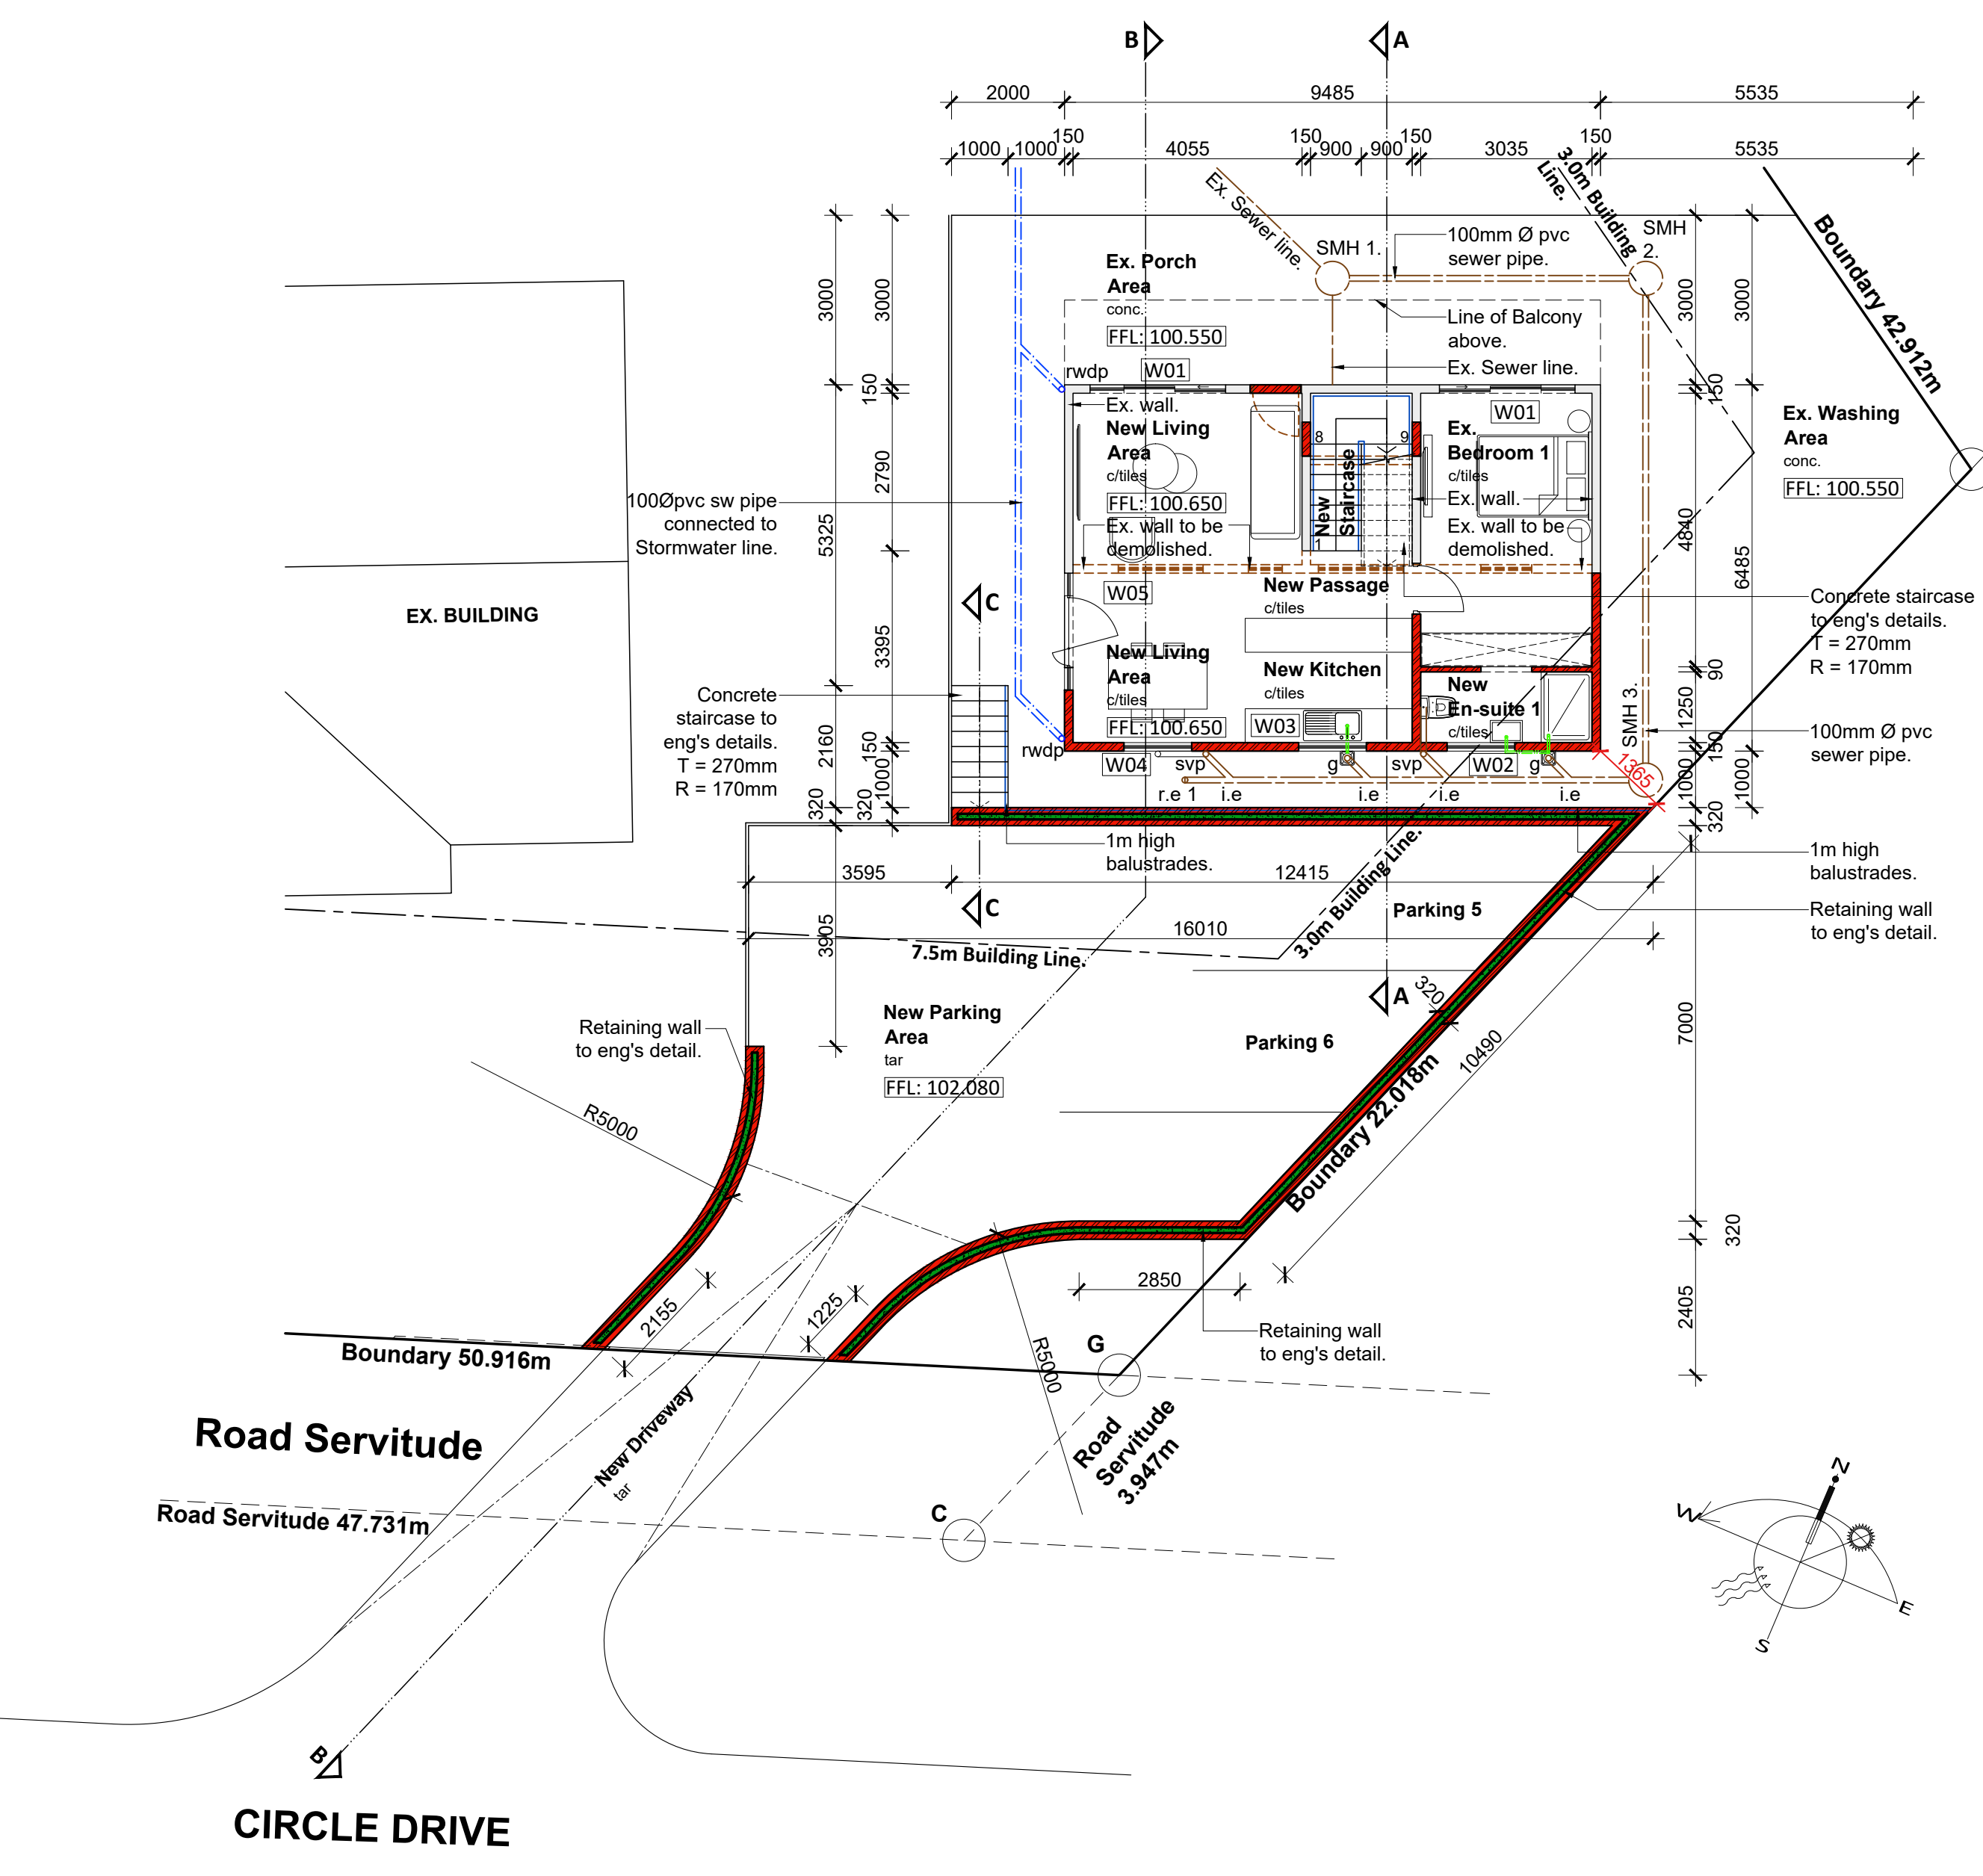 B
A
2000
9485
5535
150
150
150
150
1000
1000
4055
900
900
3035
5535
3.0m Building
Line.
Ex. Sewer line.
SMH 1.
100mm Ø pvc
sewer pipe.
SMH
2.
Boundary 42.912m
Ex. Porch
Area
conc.
FFL: 100.550
3000
3000
3000
3000
Line of Balcony
above.
Ex. Sewer line.
rwdp
W01
150
150
Ex. wall.
New Living
Area
c/tiles
FFL: 100.650
Ex. wall to be
demolished.
8
9
1
New
Staircase
W01
Ex.
Bedroom 1
c/tiles
Ex. wall.
Ex. wall to be
demolished.
Ex. Washing
Area
conc.
FFL: 100.550
2790
5325
4840
6485
100Øpvc sw pipe
connected to
Stormwater line.
EX. BUILDING
C
W05
New Passage
c/tiles
Concrete staircase
to eng's details.
T = 270mm
R = 170mm
3395
90
New Living
Area
c/tiles
FFL: 100.650
New Kitchen
c/tiles
W03
New
En-suite 1
c/tiles
SMH 3.
1250
100mm Ø pvc
sewer pipe.
Concrete
staircase to
eng's details.
T = 270mm
R = 170mm
2160
150
1000
320
320
rwdp
W04
svp
g
svp
W02
g
1365
150
1000
1000
320
r.e 1
i.e
i.e
i.e
i.e
1m high
balustrades.
1m high
balustrades.
3595
12415
C
Parking 5
Retaining wall
to eng's detail.
3905
16010
7.5m Building Line.
3.0m Building Line.
A
320
New Parking
Area
tar
FFL: 102.080
Retaining wall
to eng's detail.
Parking 6
10490
7000
R5000
Boundary 22.018m
320
2850
2155
1225
2405
R5000
Retaining wall
to eng's detail.
G
Boundary 50.916m
Road Servitude
New Driveway
tar
Road
Servitude
3.947m
Road Servitude 47.731m
C
N
W
E
S
B
CIRCLE DRIVE